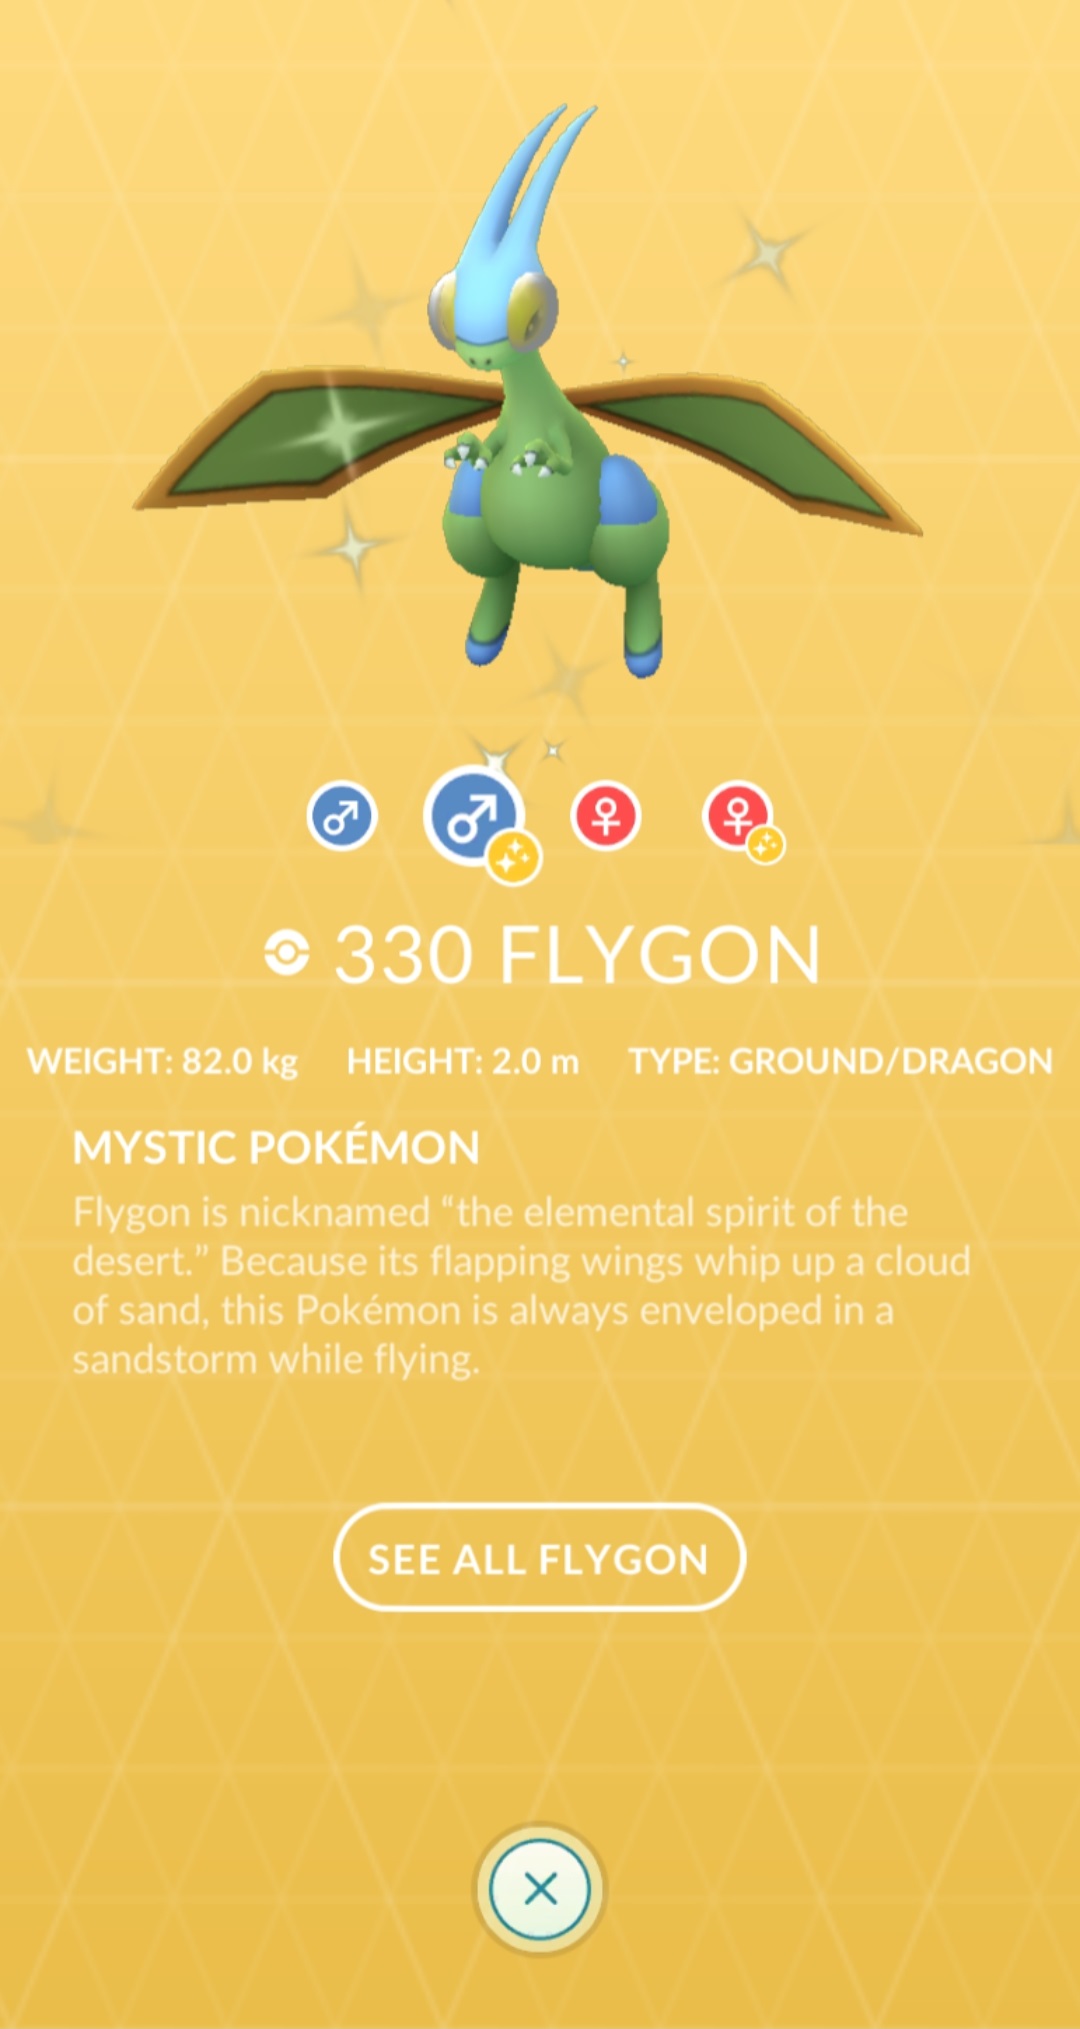 330 FLYGON
WEIGHT: 82.0 kg HEIGHT: 2.0 m TYPE: GROUND/DRAGON
MYSTIC POKÉMON
Flygon is nicknamed “the elemental spirit of the
desert.” Because its flapping wings whip up a cloud
of sand, this Pokémon is always enveloped in a
sandstorm while flying.
SEE ALL FLYGON